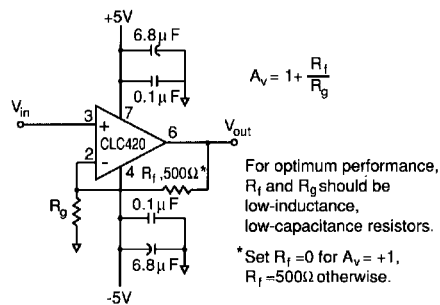 +5V
6.8μF
0.1μF
A_v = 1 + R_f / R_g
V_in
3
+
7
CLC420
6
V_out
2
-
4
R_f, 500Ω*
R_g
0.1μF
6.8μF
-5V
For optimum performance,
R_f and R_g should be
low-inductance,
low-capacitance resistors.
*Set R_f =0 for A_v = +1,
R_f =500Ω otherwise.